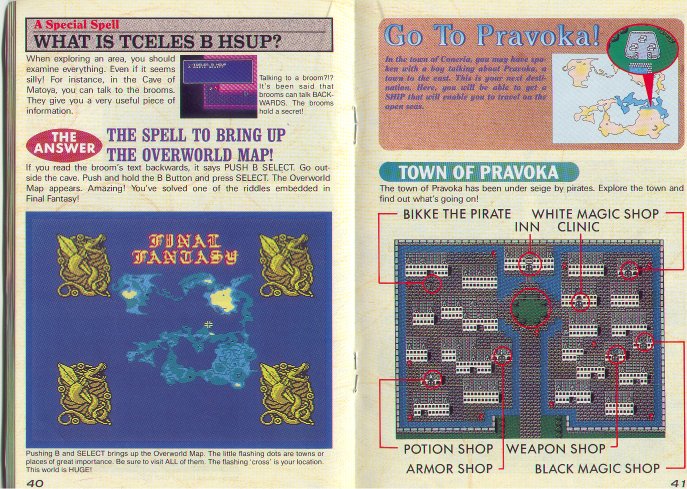 A Special Spell
WHAT IS TCELES B HSUP?
When exploring an area, you should
examine everything. Even if it seems
silly! For instance, in the Cave of
Matoya, you can talk to the brooms.
They give you a very useful piece of
information.
Talking to a broom?!?
It's been said that
brooms can talk BACK-
WARDS. The brooms
hold a secret!
THE
ANSWER
THE SPELL TO BRING UP
THE OVERWORLD MAP!
If you read the broom's text backwards, it says PUSH B SELECT. Go out-
side the cave. Push and hold the B Button and press SELECT. The Overworld
Map appears. Amazing! You've solved one of the riddles embedded in
Final Fantasy!
FINAL
FANTASY
Pushing B and SELECT brings up the Overworld Map. The little flashing dots are towns or
places of great importance. Be sure to visit ALL of them. The flashing 'cross' is your location.
This world is HUGE!
40
Go To Pravoka!
In the town of Coneria, you may have spo-
ken with a boy talking about Pravoka, a
town to the east. This is your next desti-
nation. Here, you will be able to get a
SHIP that will enable you to travel on the
open seas.
TOWN OF PRAVOKA
The town of Pravoka has been under seige by pirates. Explore the town and
find out what's going on!
BIKKE THE PIRATE WHITE MAGIC SHOP
INN CLINIC
POTION SHOP WEAPON SHOP
ARMOR SHOP BLACK MAGIC SHOP
41